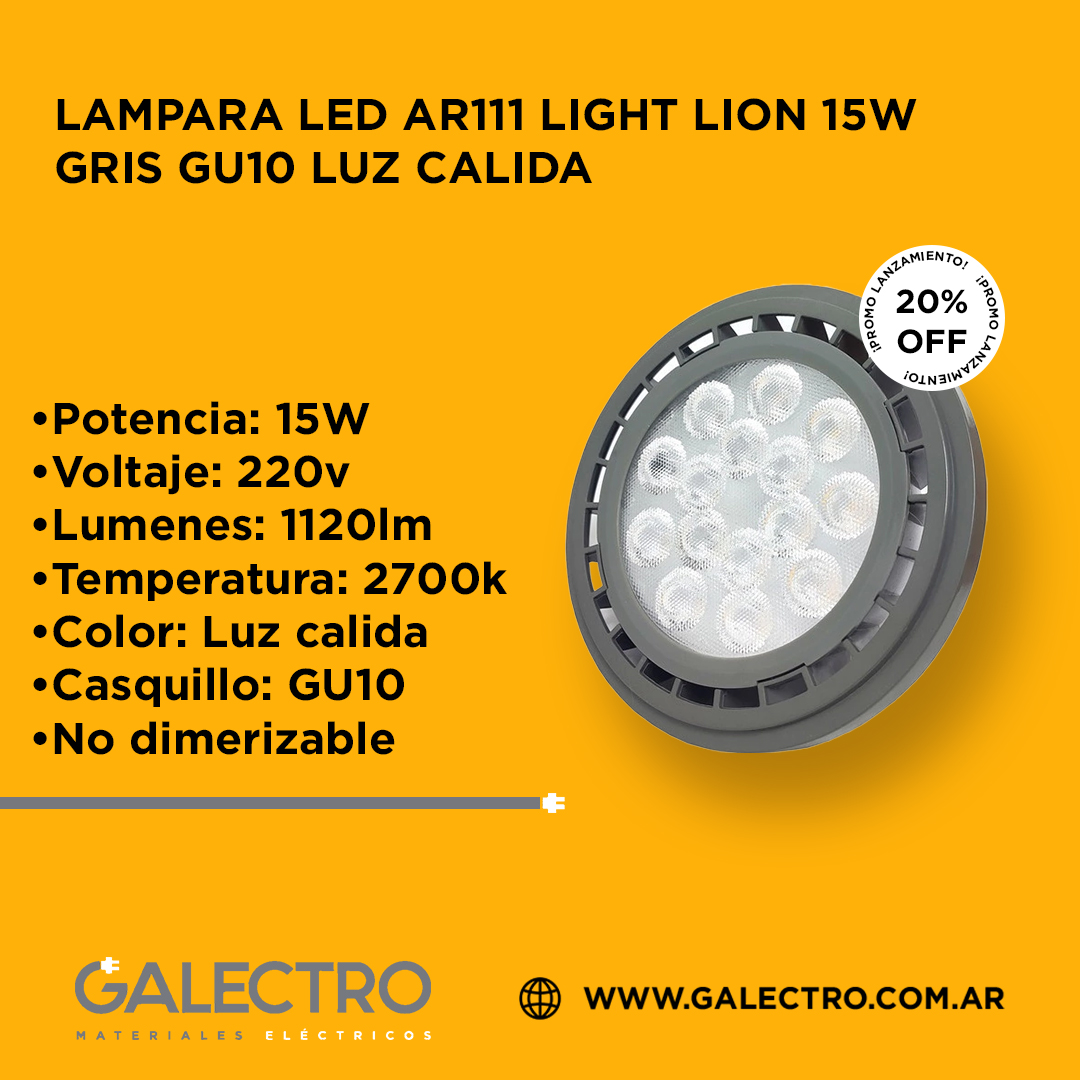 LAMPARA LED AR111 LIGHT LION 15W
GRIS GU10 LUZ CALIDA
¡PROMO LANZAMIENTO! ¡PROMO LANZAMIENTO!
20%
OFF
•Potencia: 15W
•Voltaje: 220v
•Lumenes: 1120lm
•Temperatura: 2700k
•Color: Luz calida
•Casquillo: GU10
•No dimerizable
GALECTRO
MATERIALES ELÉCTRICOS
WWW.GALECTRO.COM.AR